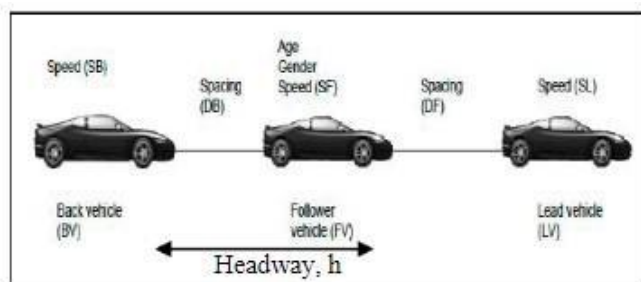 Speed (SB)
Spacing
(DB)
Age
Gender
Speed (SF)
Spacing
(DF)
Speed (SL)
Back vehicle
(BV)
Follower
vehicle (FV)
Lead vehicle
(LV)
Headway, h